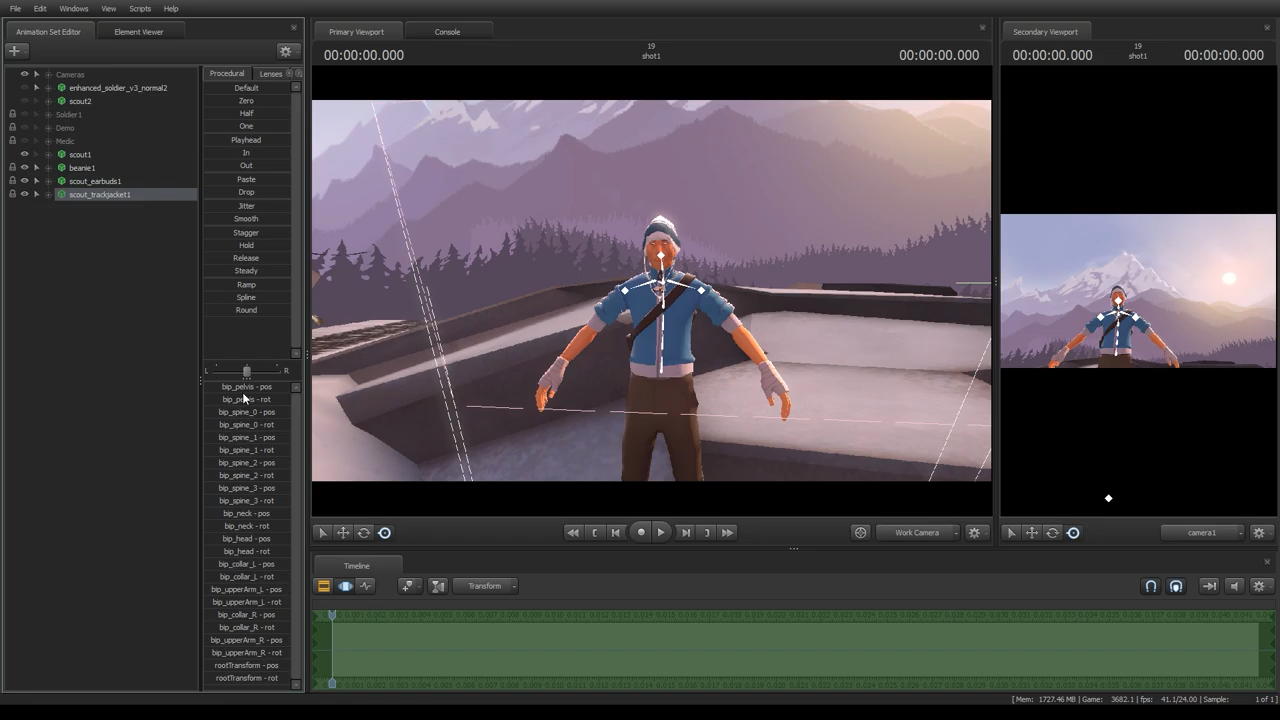 File Edit Windows View Scripts Help
Animation Set Editor Element Viewer
Cameras
enhanced_soldier_v3_normal2
scout2
Soldier1
Demo
Medic
scout1
beanie1
scout_earbuds1
scout_trackjacket1
Procedural Lenses
Default
Zero
Half
One
Playhead
In
Out
Paste
Drop
Jitter
Smooth
Stagger
Hold
Release
Steady
Ramp
Spline
Round
L R
bip_pelvis - pos
bip_pelvis - rot
bip_spine_0 - pos
bip_spine_0 - rot
bip_spine_1 - pos
bip_spine_1 - rot
bip_spine_2 - pos
bip_spine_2 - rot
bip_spine_3 - pos
bip_spine_3 - rot
bip_neck - pos
bip_neck - rot
bip_head - pos
bip_head - rot
bip_collar_L - pos
bip_collar_L - rot
bip_upperArm_L - pos
bip_upperArm_L - rot
bip_collar_R - pos
bip_collar_R - rot
bip_upperArm_R - pos
bip_upperArm_R - rot
rootTransform - pos
rootTransform - rot
Primary Viewport Console
00:00:00.000
19
shot1
00:00:00.000
Work Camera
Secondary Viewport
00:00:00.000
19
shot1
00:00:00.000
camera1
Timeline
Transform
[ Mem: 1727.46 MB | Game: 3682.1 | fps: 41.1/24.00 | Sample: 1 of 1 ]